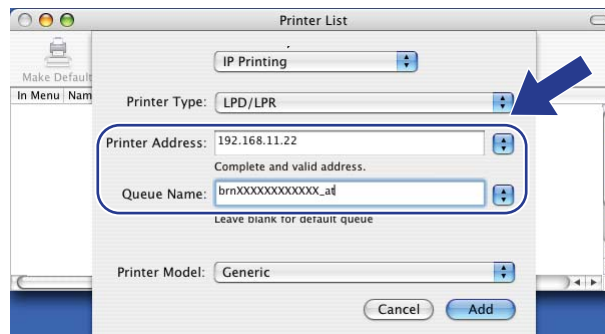 Printer List
IP Printing
Make Default
In Menu Nam
Printer Type: LPD/LPR
Printer Address: 192.168.11.22
Complete and valid address.
Queue Name: brnXXXXXXXXXXXX_at
Leave blank for default queue
Printer Model: Generic
Cancel Add